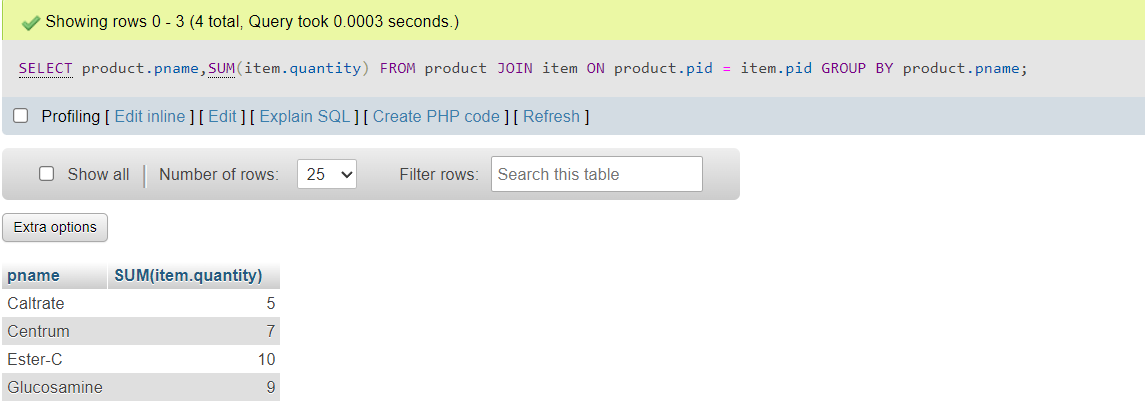 Showing rows 0 - 3 (4 total, Query took 0.0003 seconds.)
SELECT product.pname,SUM(item.quantity) FROM product JOIN item ON product.pid = item.pid GROUP BY product.pname;
Profiling [ Edit inline ] [ Edit ] [ Explain SQL ] [ Create PHP code ] [ Refresh ]
Show all Number of rows: 25 Filter rows: Search this table
Extra options
pname SUM(item.quantity)
Caltrate 5
Centrum 7
Ester-C 10
Glucosamine 9